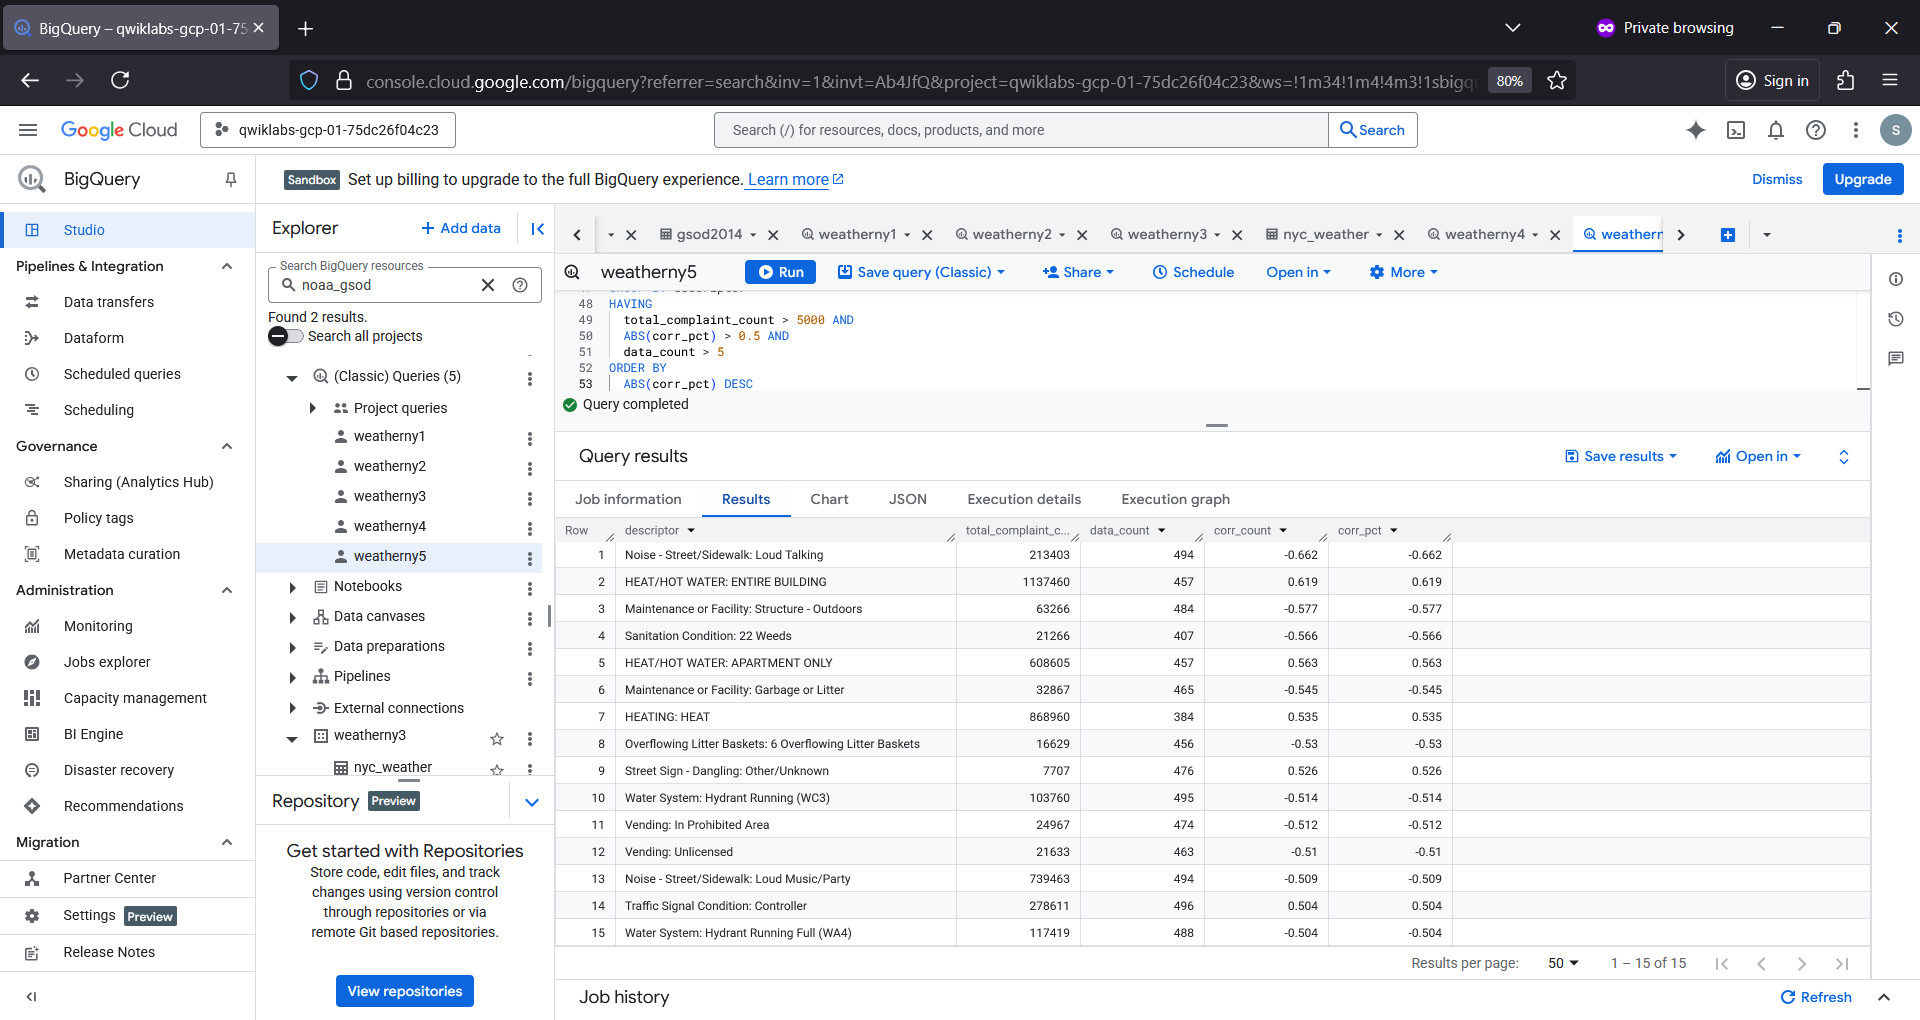 BigQuery – qwiklabs-gcp-01-75
Private browsing
console.cloud.google.com/bigquery?referrer=search&inv=1&invt=Ab4JfQ&project=qwiklabs-gcp-01-75dc26f04c23&ws=!1m34!1m4!4m3!1sbigqu
80%
Sign in
Google Cloud
qwiklabs-gcp-01-75dc26f04c23
Search (/) for resources, docs, products, and more
Search
S
BigQuery
Sandbox Set up billing to upgrade to the full BigQuery experience. Learn more
Dismiss
Upgrade
Studio
Pipelines & Integration
Data transfers
Dataform
Scheduled queries
Scheduling
Governance
Sharing (Analytics Hub)
Policy tags
Metadata curation
Administration
Monitoring
Jobs explorer
Capacity management
BI Engine
Disaster recovery
Recommendations
Migration
Partner Center
Settings Preview
Release Notes
Explorer
+ Add data
Search BigQuery resources
noaa_gsod
Found 2 results.
Search all projects
(Classic) Queries (5)
Project queries
weatherny1
weatherny2
weatherny3
weatherny4
weatherny5
Notebooks
Data canvases
Data preparations
Pipelines
External connections
weatherny3
nyc_weather
Repository Preview
Get started with Repositories
Store code, edit files, and track
changes using version control
through repositories or via
remote Git based repositories.
View repositories
gsod2014 weatherny1 weatherny2 weatherny3 nyc_weather weatherny4 weathern
weatherny5 Run Save query (Classic) Share Schedule Open in More
48 HAVING
49 total_complaint_count > 5000 AND
50 ABS(corr_pct) > 0.5 AND
51 data_count > 5
52 ORDER BY
53 ABS(corr_pct) DESC
Query completed
Query results
Save results Open in
Job information Results Chart JSON Execution details Execution graph
Row descriptor total_complaint_c... data_count corr_count corr_pct
1 Noise - Street/Sidewalk: Loud Talking 213403 494 -0.662 -0.662
2 HEAT/HOT WATER: ENTIRE BUILDING 1137460 457 0.619 0.619
3 Maintenance or Facility: Structure - Outdoors 63266 484 -0.577 -0.577
4 Sanitation Condition: 22 Weeds 21266 407 -0.566 -0.566
5 HEAT/HOT WATER: APARTMENT ONLY 608605 457 0.563 0.563
6 Maintenance or Facility: Garbage or Litter 32867 465 -0.545 -0.545
7 HEATING: HEAT 868960 384 0.535 0.535
8 Overflowing Litter Baskets: 6 Overflowing Litter Baskets 16629 456 -0.53 -0.53
9 Street Sign - Dangling: Other/Unknown 7707 476 0.526 0.526
10 Water System: Hydrant Running (WC3) 103760 495 -0.514 -0.514
11 Vending: In Prohibited Area 24967 474 -0.512 -0.512
12 Vending: Unlicensed 21633 463 -0.51 -0.51
13 Noise - Street/Sidewalk: Loud Music/Party 739463 494 -0.509 -0.509
14 Traffic Signal Condition: Controller 278611 496 0.504 0.504
15 Water System: Hydrant Running Full (WA4) 117419 488 -0.504 -0.504
Results per page: 50 1 – 15 of 15
Job history
Refresh